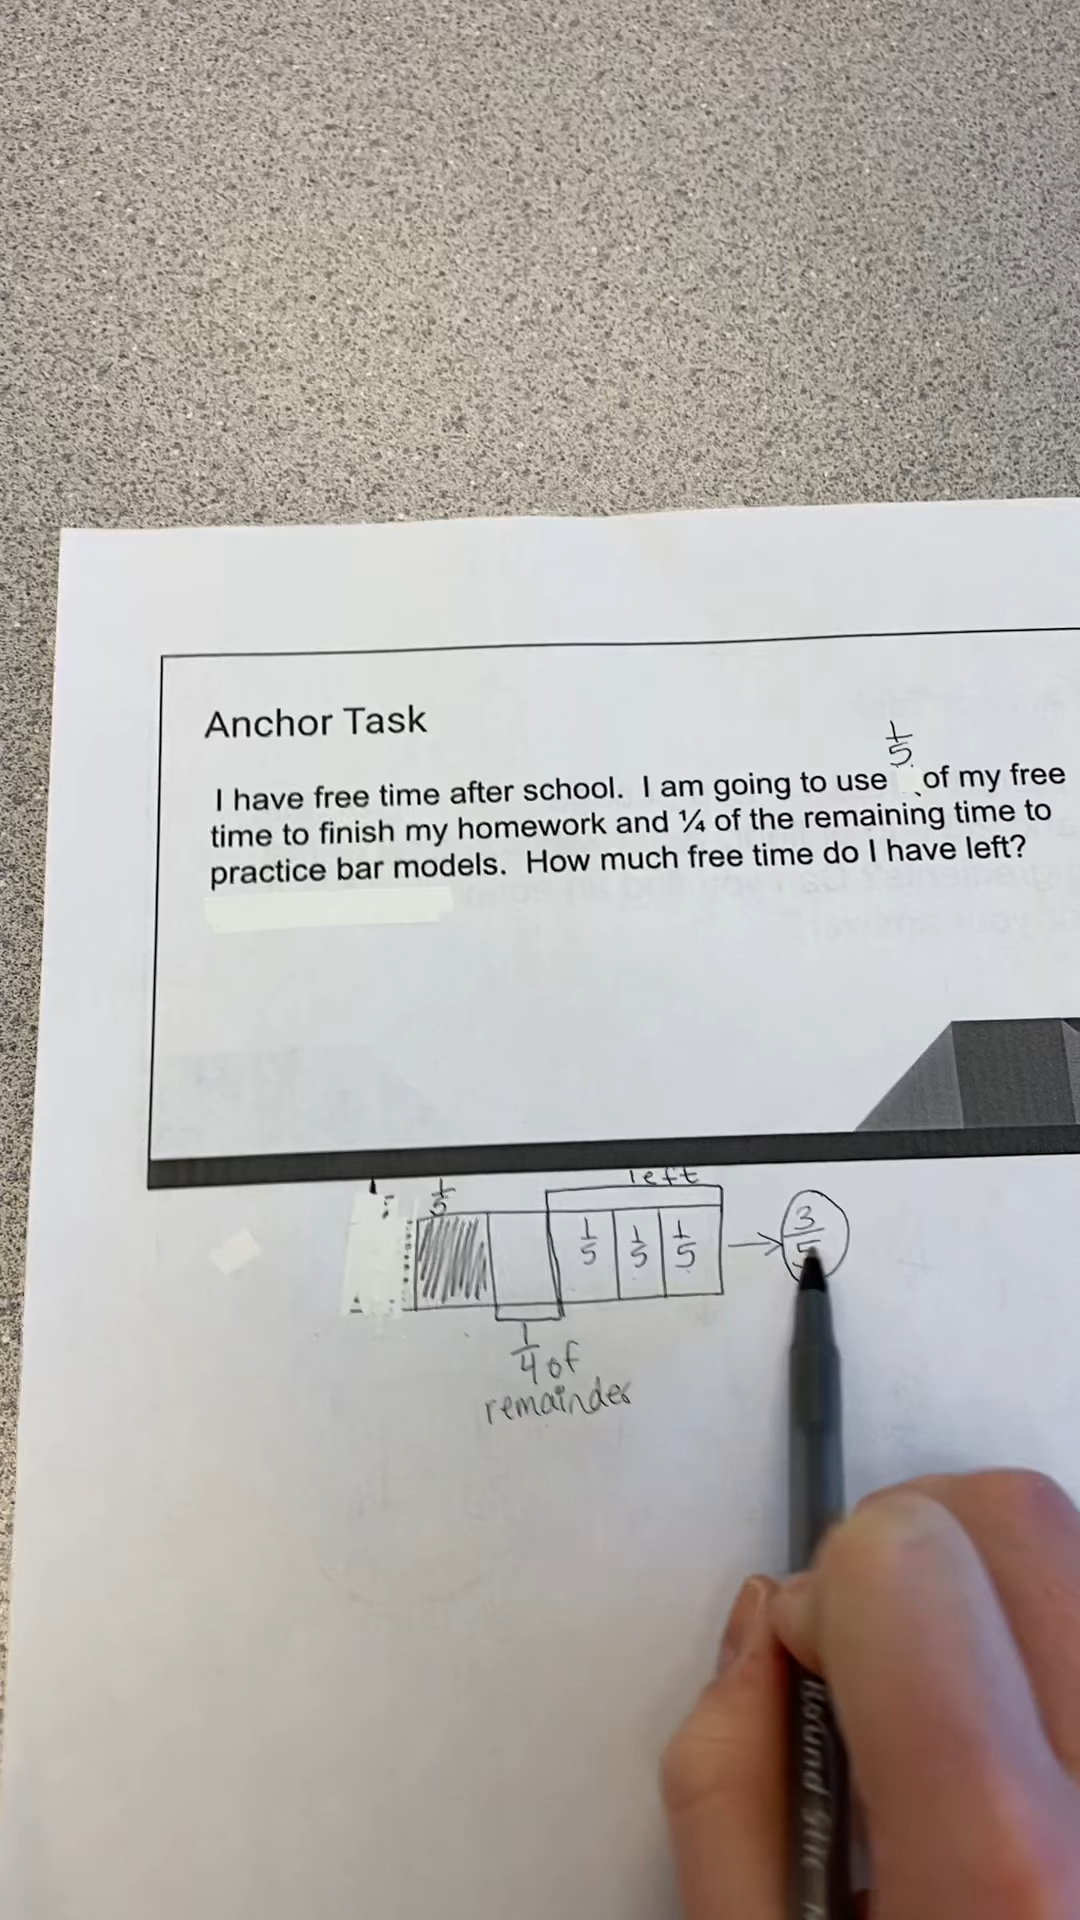 Anchor Task
1/5
I have free time after school. I am going to use of my free
time to finish my homework and ¼ of the remaining time to
practice bar models. How much free time do I have left?
left
1/5
1/5 1/5 1/5 → 3/5
1/4 of
remainder
Round Stic